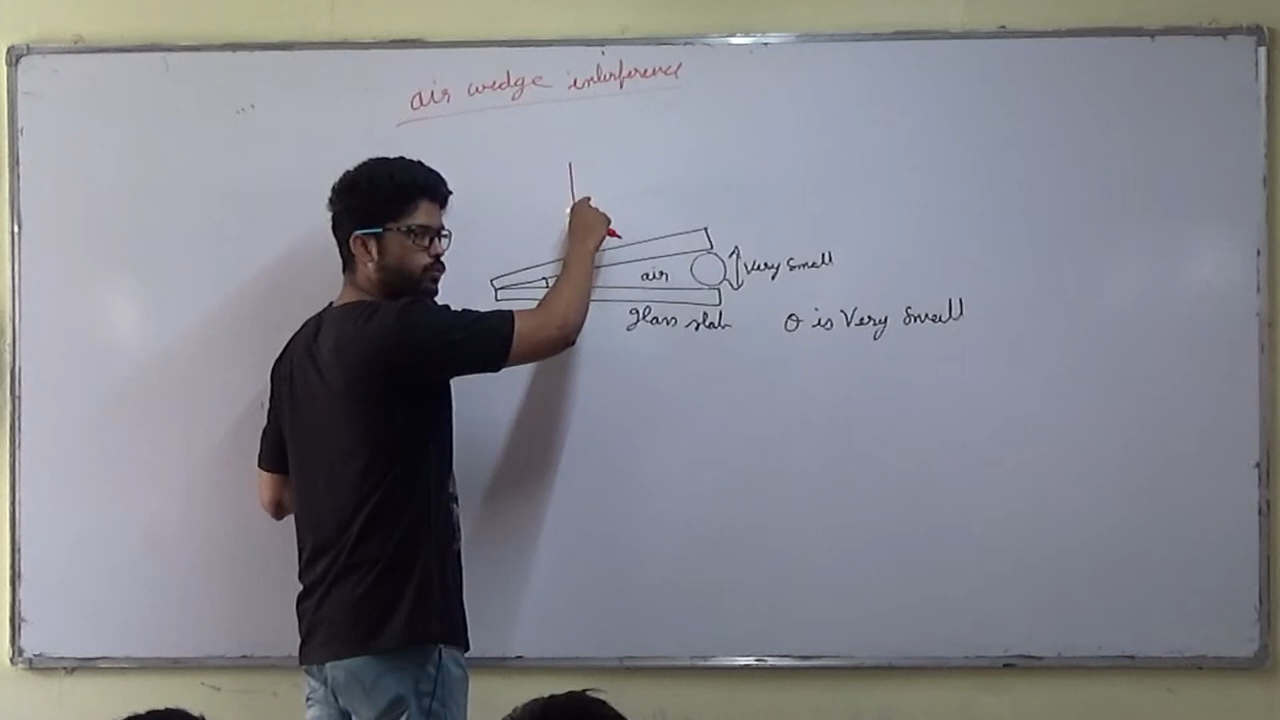 air wedge interference
air
Very Small
glass slab
θ is Very Small